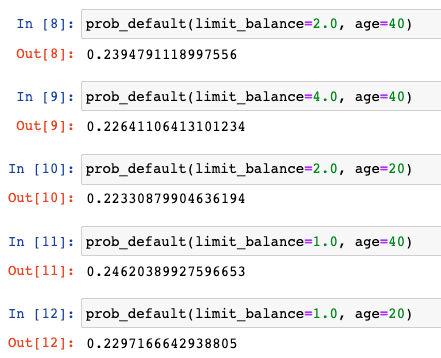 In [8]: prob_default(limit_balance=2.0, age=40)
Out[8]: 0.2394791118997556
In [9]: prob_default(limit_balance=4.0, age=40)
Out[9]: 0.22641106413101234
In [10]: prob_default(limit_balance=2.0, age=20)
Out[10]: 0.22330879904636194
In [11]: prob_default(limit_balance=1.0, age=40)
Out[11]: 0.24620389927596653
In [12]: prob_default(limit_balance=1.0, age=20)
Out[12]: 0.2297166642938805